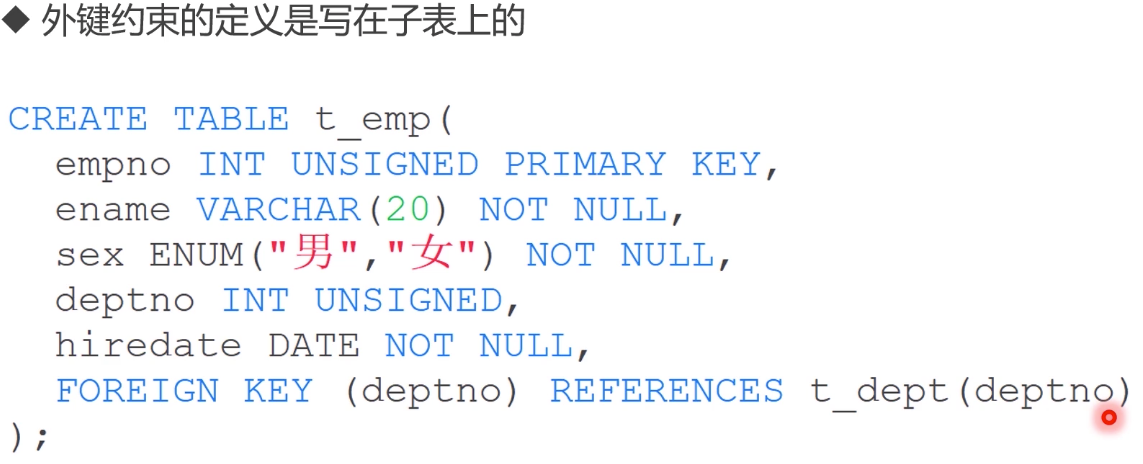 ◆ 外键约束的定义是写在子表上的
CREATE TABLE t_emp(
empno INT UNSIGNED PRIMARY KEY,
ename VARCHAR(20) NOT NULL,
sex ENUM("男","女") NOT NULL,
deptno INT UNSIGNED,
hiredate DATE NOT NULL,
FOREIGN KEY (deptno) REFERENCES t_dept(deptno)
);